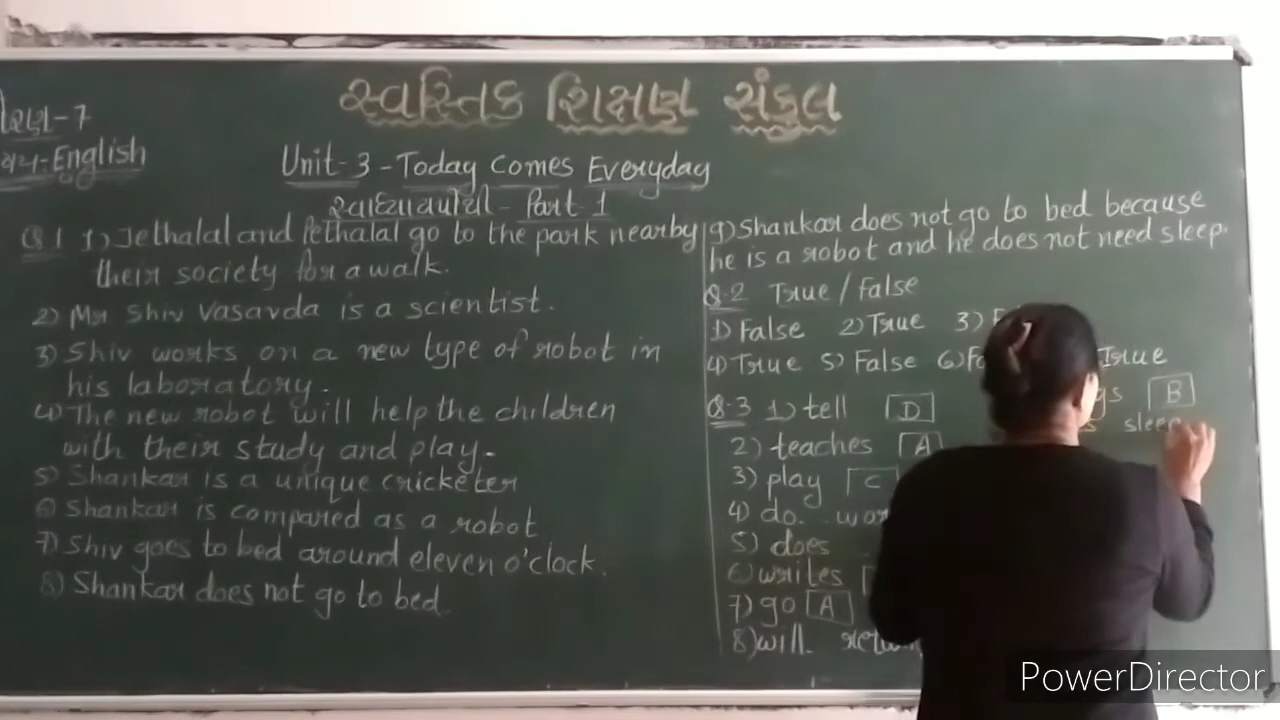 સ્વસ્તિક શિક્ષણ સંકુલ
ધોરણ-7
વિષય-English
Unit-3-Today Comes Everyday
સ્વાધ્યાયપોથી - Part 1
Q1 1) Jethalal and Pethalal go to the park nearby
their society for a walk.
2) Mr Shiv Vasavda is a scientist.
3) Shiv works on a new type of robot in
his laboratory.
4) The new robot will help the children
with their study and play.
5) Shankar is a unique cricketer
6) Shankar is compared as a robot
7) Shiv goes to bed around eleven o'clock.
8) Shankar does not go to bed.
9) Shankar does not go to bed because
he is a robot and he does not need sleep.
Q-2 True / False
1) False 2) True 3)
4) True 5) False 6) True
Q-3 1) tell D B
2) teaches A sleep
3) play C
4) do.
5) does
6) writes
7) go A
8) will
PowerDirector